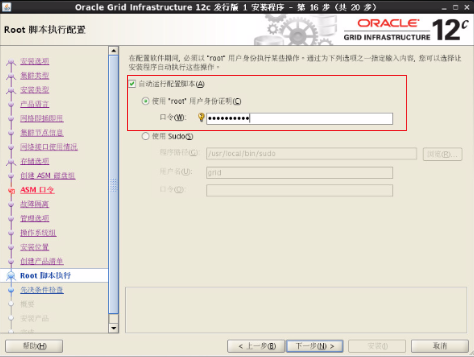 Oracle Grid Infrastructure 12c 发行版 1 安装程序 - 第 16 步 (共 20 步)
Root 脚本执行配置
ORACLE
GRID INFRASTRUCTURE
12c
安装选项
集群类型
安装类型
产品语言
网络即插即用
集群节点信息
网络接口使用情况
存储选项
创建 ASM 磁盘组
ASM 口令
故障隔离
管理选项
操作系统组
安装位置
创建产品清单
Root 脚本执行
先决条件检查
概要
安装产品
在配置软件期间, 必须以 "root" 用户身份执行某些操作。通过为下列选项之一指定输入内容, 您可以选择让
安装程序自动执行这些操作。
自动运行配置脚本(A)
使用 "root" 用户身份证明(C)
口令(W):
使用 Sudo(S)
程序路径(C): /usr/local/bin/sudo 浏览(R)...
用户名(U): grid
口令(O):
帮助(H)
< 上一步(B)
下一步(N) >
安装(I)
取消